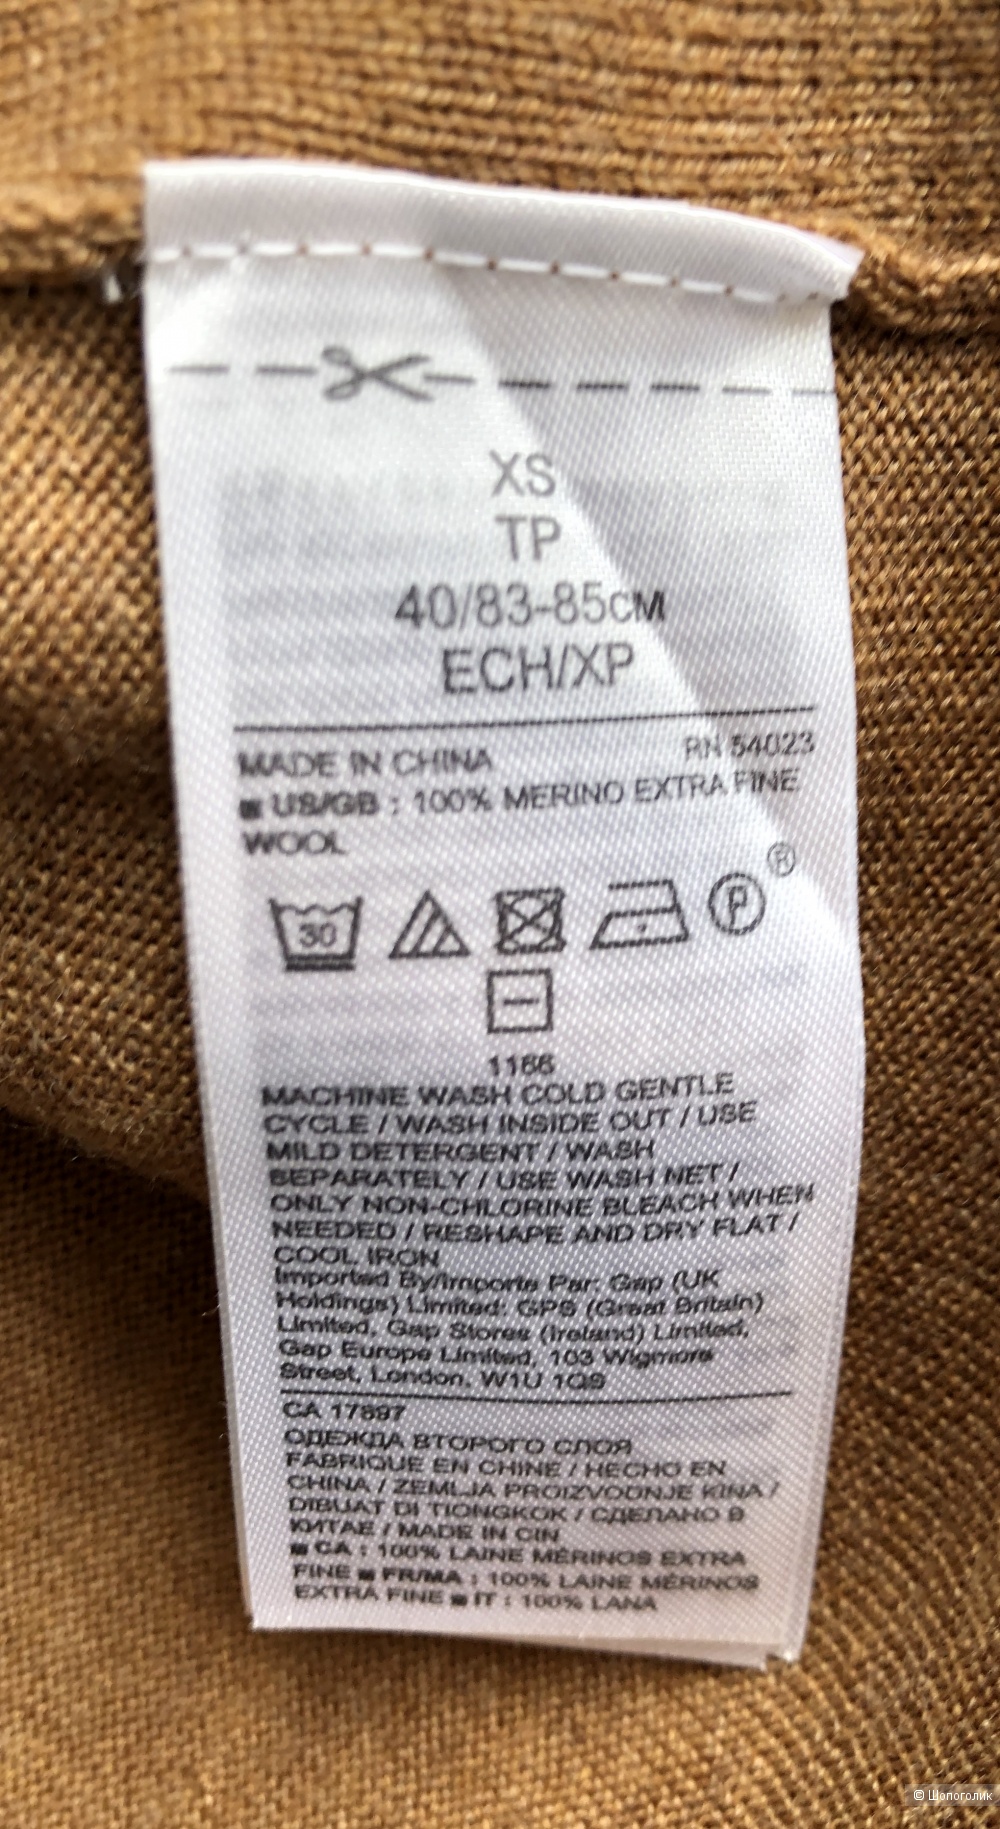 XS
TP
40/83-85см
ECH/XP
MADE IN CHINA RN 54023
■ US/GB : 100% MERINO EXTRA FINE
WOOL
30 P ®
1166
MACHINE WASH COLD GENTLE
CYCLE / WASH INSIDE OUT / USE
MILD DETERGENT / WASH
SEPARATELY / USE WASH NET /
ONLY NON-CHLORINE BLEACH WHEN
NEEDED / RESHAPE AND DRY FLAT /
COOL IRON
Imported By/Importe Par: Gap (UK
Holdings) Limited: GPS (Great Britain)
Limited, Gap Stores (Ireland) Limited,
Gap Europe Limited, 103 Wigmore
Street, London, W1U 1QS
CA 17897
ОДЕЖДА ВТОРОГО СЛОЯ
FABRIQUE EN CHINE / HECHO EN
CHINA / ZEMLJA PROIZVODNJE KINA /
DIBUAT DI TIONGKOK / СДЕЛАНО В
КИТАЕ / MADE IN CIN
■ CA : 100% LAINE MÉRINOS EXTRA
FINE ■ FR/MA : 100% LAINE MÉRINOS
EXTRA FINE ■ IT : 100% LANA
© Шопоголик